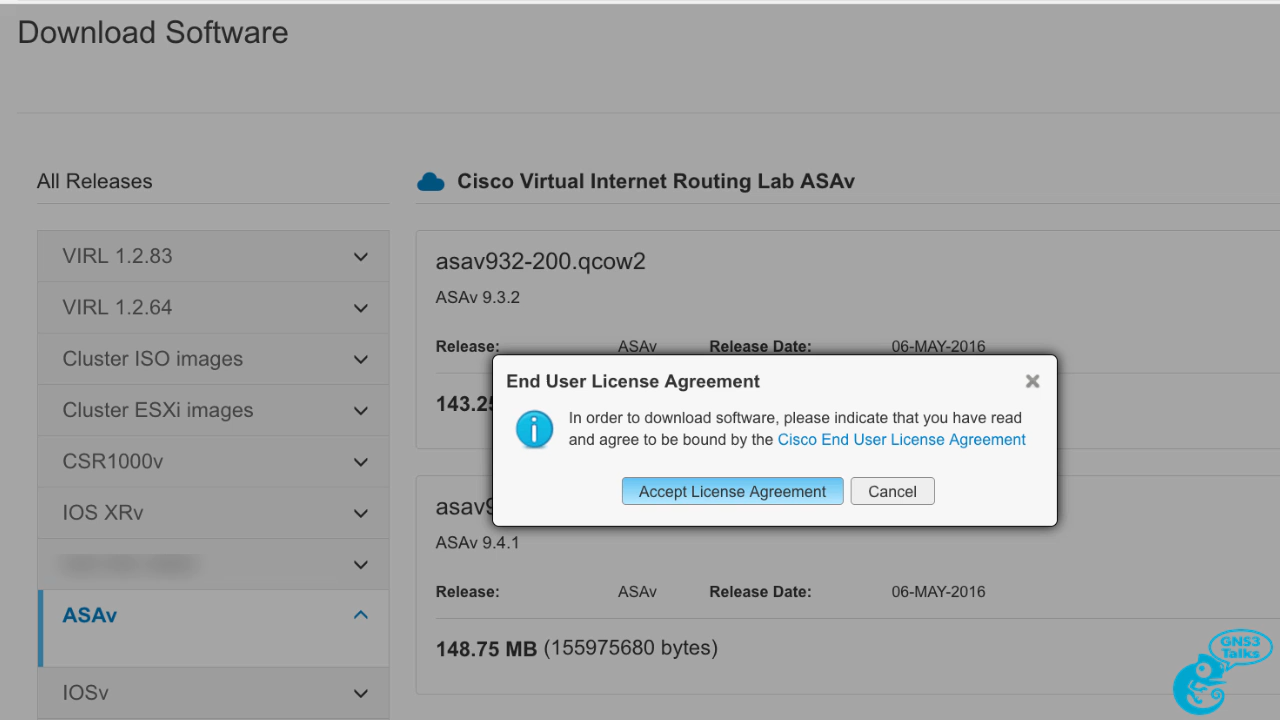 Download Software
All Releases
VIRL 1.2.83
VIRL 1.2.64
Cluster ISO images
Cluster ESXi images
CSR1000v
IOS XRv
ASAv
IOSv
Cisco Virtual Internet Routing Lab ASAv
asav932-200.qcow2
ASAv 9.3.2
Release: ASAv Release Date: 06-MAY-2016
End User License Agreement
In order to download software, please indicate that you have read
and agree to be bound by the Cisco End User License Agreement
Accept License Agreement Cancel
ASAv 9.4.1
Release: ASAv Release Date: 06-MAY-2016
148.75 MB (155975680 bytes)
GNS3
Talks